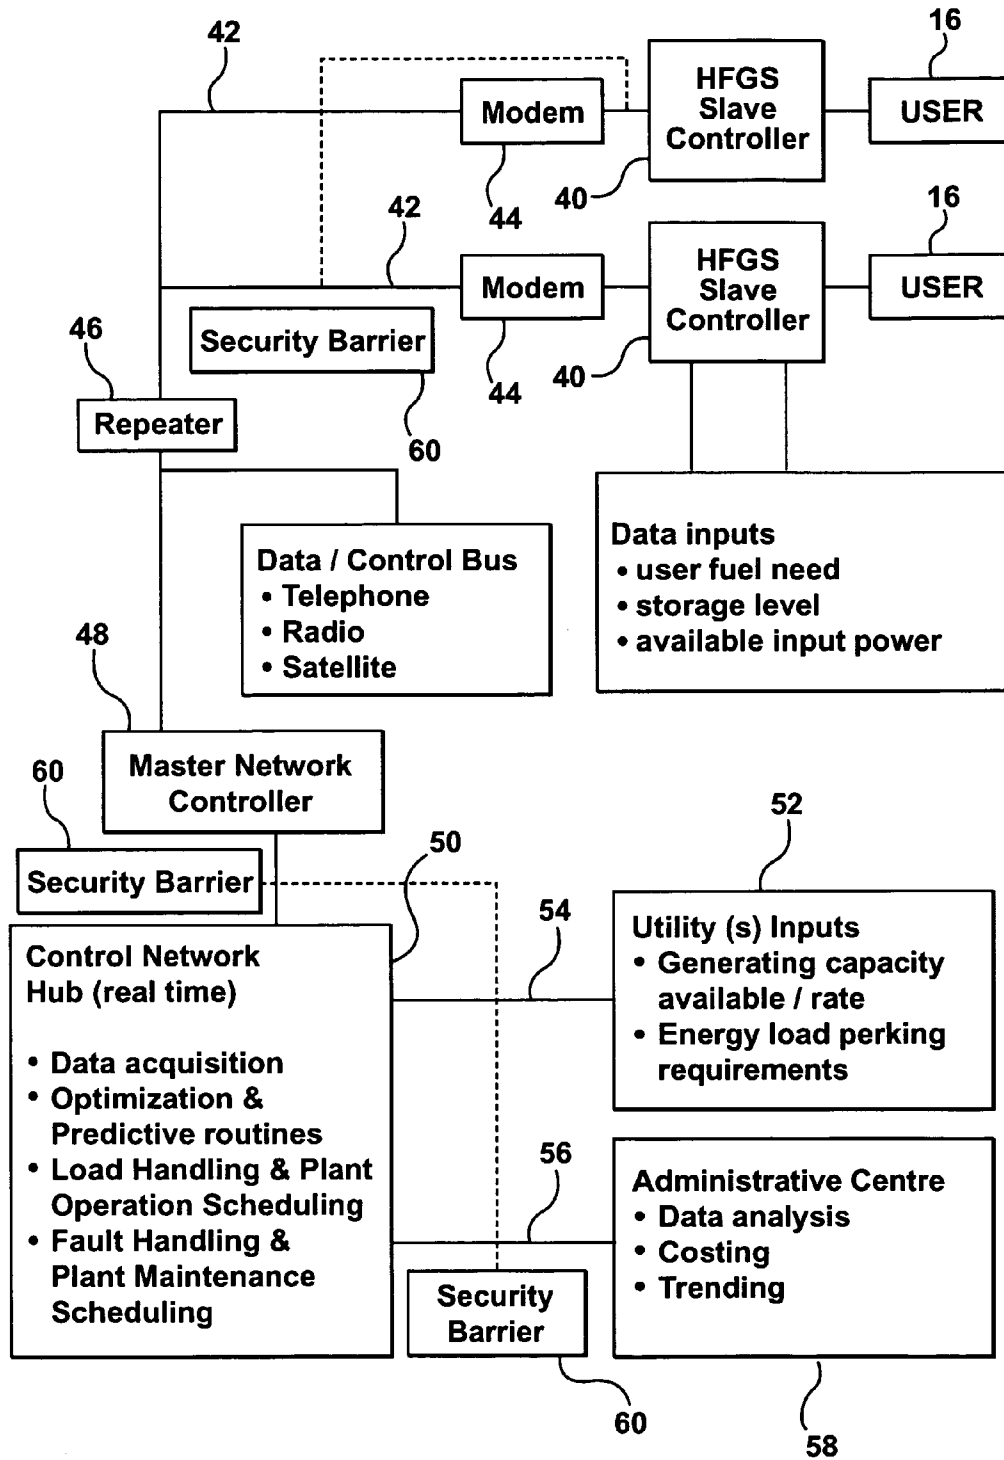 42
16
Modem
HFGS
Slave
Controller
USER
44
40
42
16
Modem
HFGS
Slave
Controller
USER
46
Security Barrier
44
40
Repeater
60
Data / Control Bus
• Telephone
• Radio
• Satellite
Data inputs
• user fuel need
• storage level
• available input power
48
Master Network
Controller
60
50
52
Security Barrier
54
Control Network
Hub (real time)
• Data acquisition
• Optimization &
Predictive routines
• Load Handling & Plant
Operation Scheduling
• Fault Handling &
Plant Maintenance
Scheduling
Utility (s) Inputs
• Generating capacity
available / rate
• Energy load perking
requirements
56
Administrative Centre
• Data analysis
• Costing
• Trending
Security
Barrier
60
58